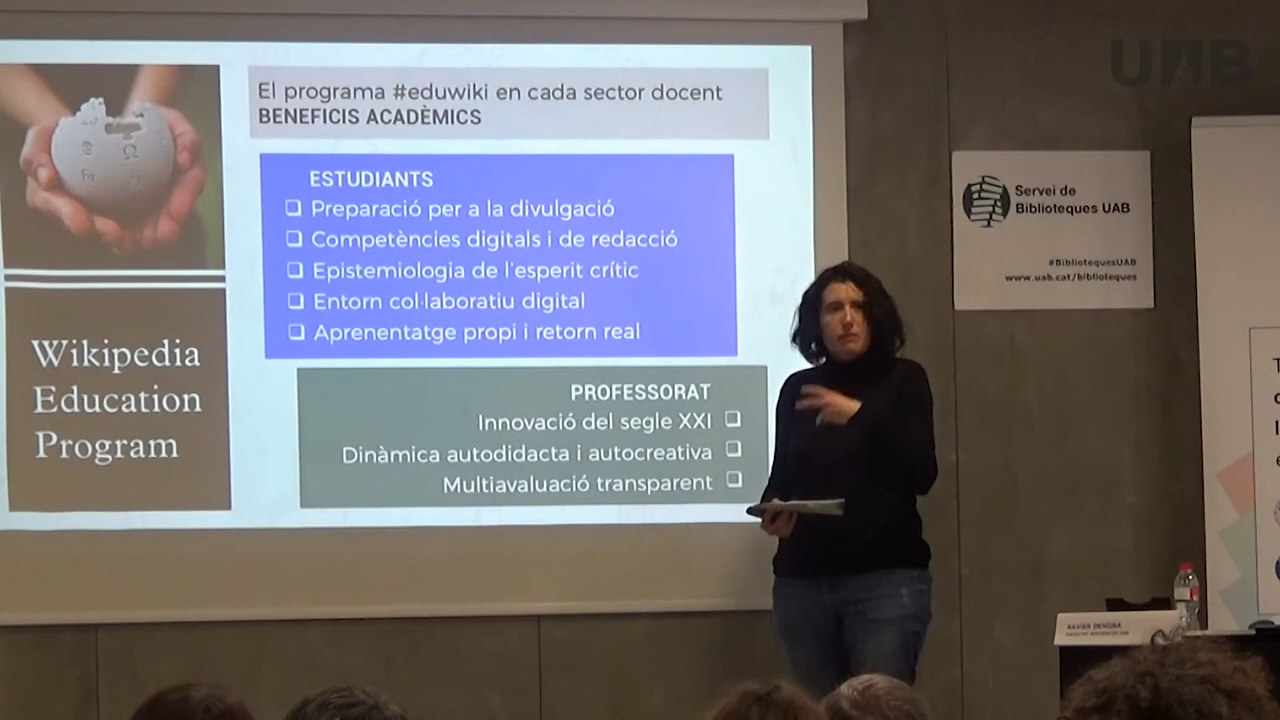 El programa #eduwiki en cada sector docent
BENEFICIS ACADÈMICS
ESTUDIANTS
❑ Preparació per a la divulgació
❑ Competències digitals i de redacció
❑ Epistemiologia de l'esperit crític
❑ Entorn col·laboratiu digital
❑ Aprenentatge propi i retorn real
PROFESSORAT
Innovació del segle XXI ❑
Dinàmica autodidacta i autocreativa ❑
Multiavaluació transparent ❑
Wikipedia
Education
Program
UAB
Servei de
Biblioteques UAB
#BibliotequesUAB
www.uab.cat/biblioteques
XAVIER DENGRA